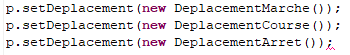 p.setDeplacement(new DeplacementMarche());
p.setDeplacement(new DeplacementCourse());
p.setDeplacement(new DeplacementArret());